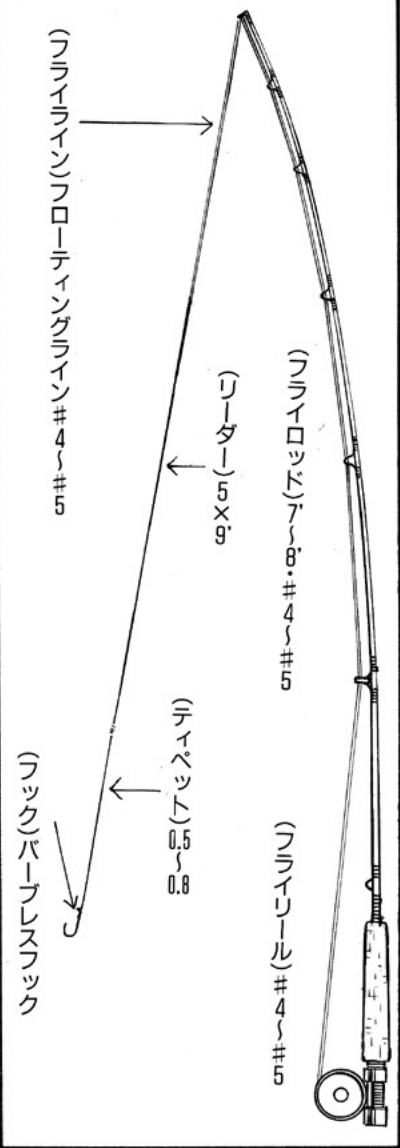 (フライロッド)7'〜8'・#4〜#5
(フライリール)#4〜#5
(リーダー)5×9'
(ティペット)0.5〜0.8
(フライライン)フローティングライン#4〜#5
(フック)バーブレスフック